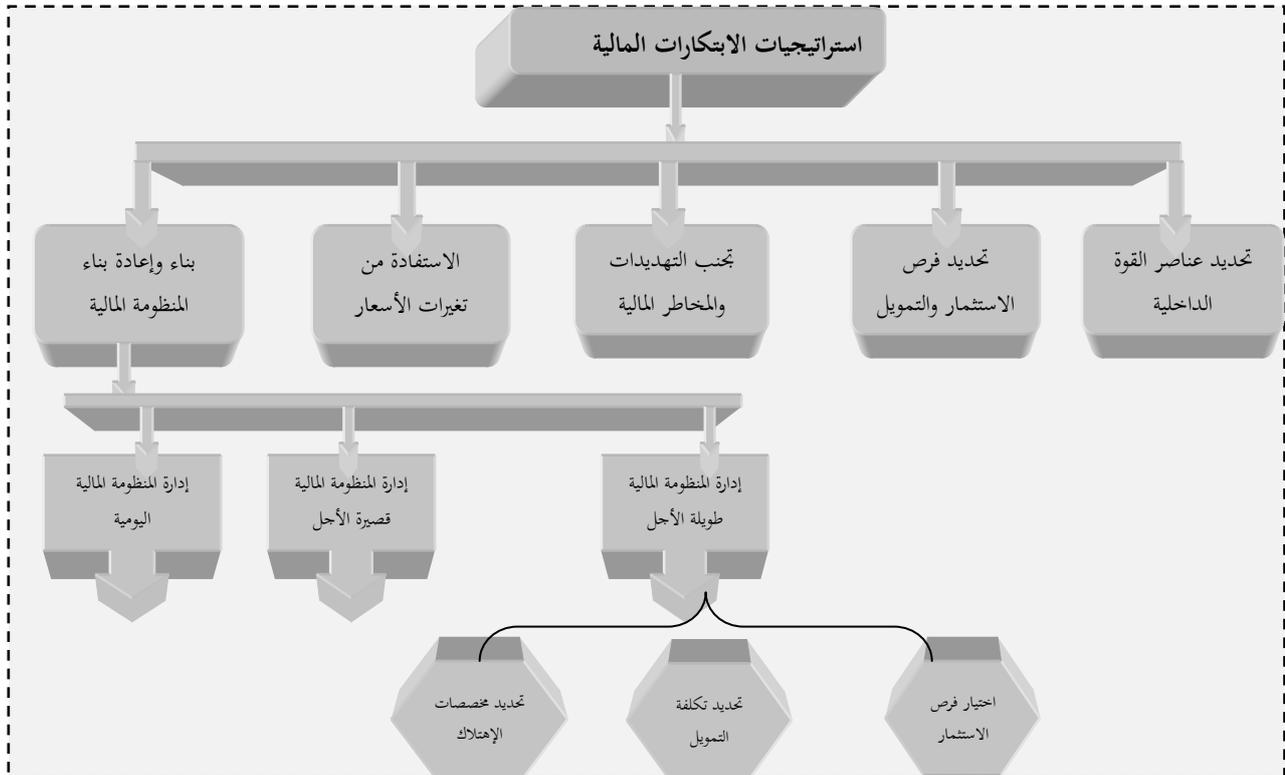 استراتيجيات الابتكارات المالية
تحديد عناصر القوة
الداخلية
تحديد فرص
الاستثمار والتمويل
تجنب التهديدات
والمخاطر المالية
الاستفادة من
تغيرات الأسعار
بناء وإعادة بناء
المنظومة المالية
إدارة المنظومة المالية
طويلة الأجل
إدارة المنظومة المالية
قصيرة الأجل
إدارة المنظومة المالية
اليومية
اختيار فرص
الاستثمار
تحديد تكلفة
التمويل
تحديد مخصصات
الإهتلاك